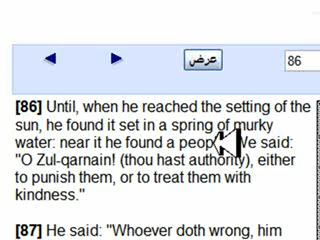 عرض
86
[86] Until, when he reached the setting of the
sun, he found it set in a spring of murky
water: near it he found a We said:
"O Zul-qarnain! (thou hast authority), either
to punish them, or to treat them with
kindness."
[87] He said: "Whoever doth wrong, him